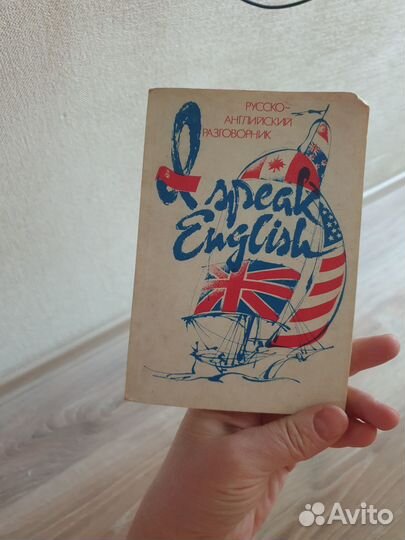 РУССКО-
АНГЛИЙСКИЙ
РАЗГОВОРНИК
I speak
English
Avito